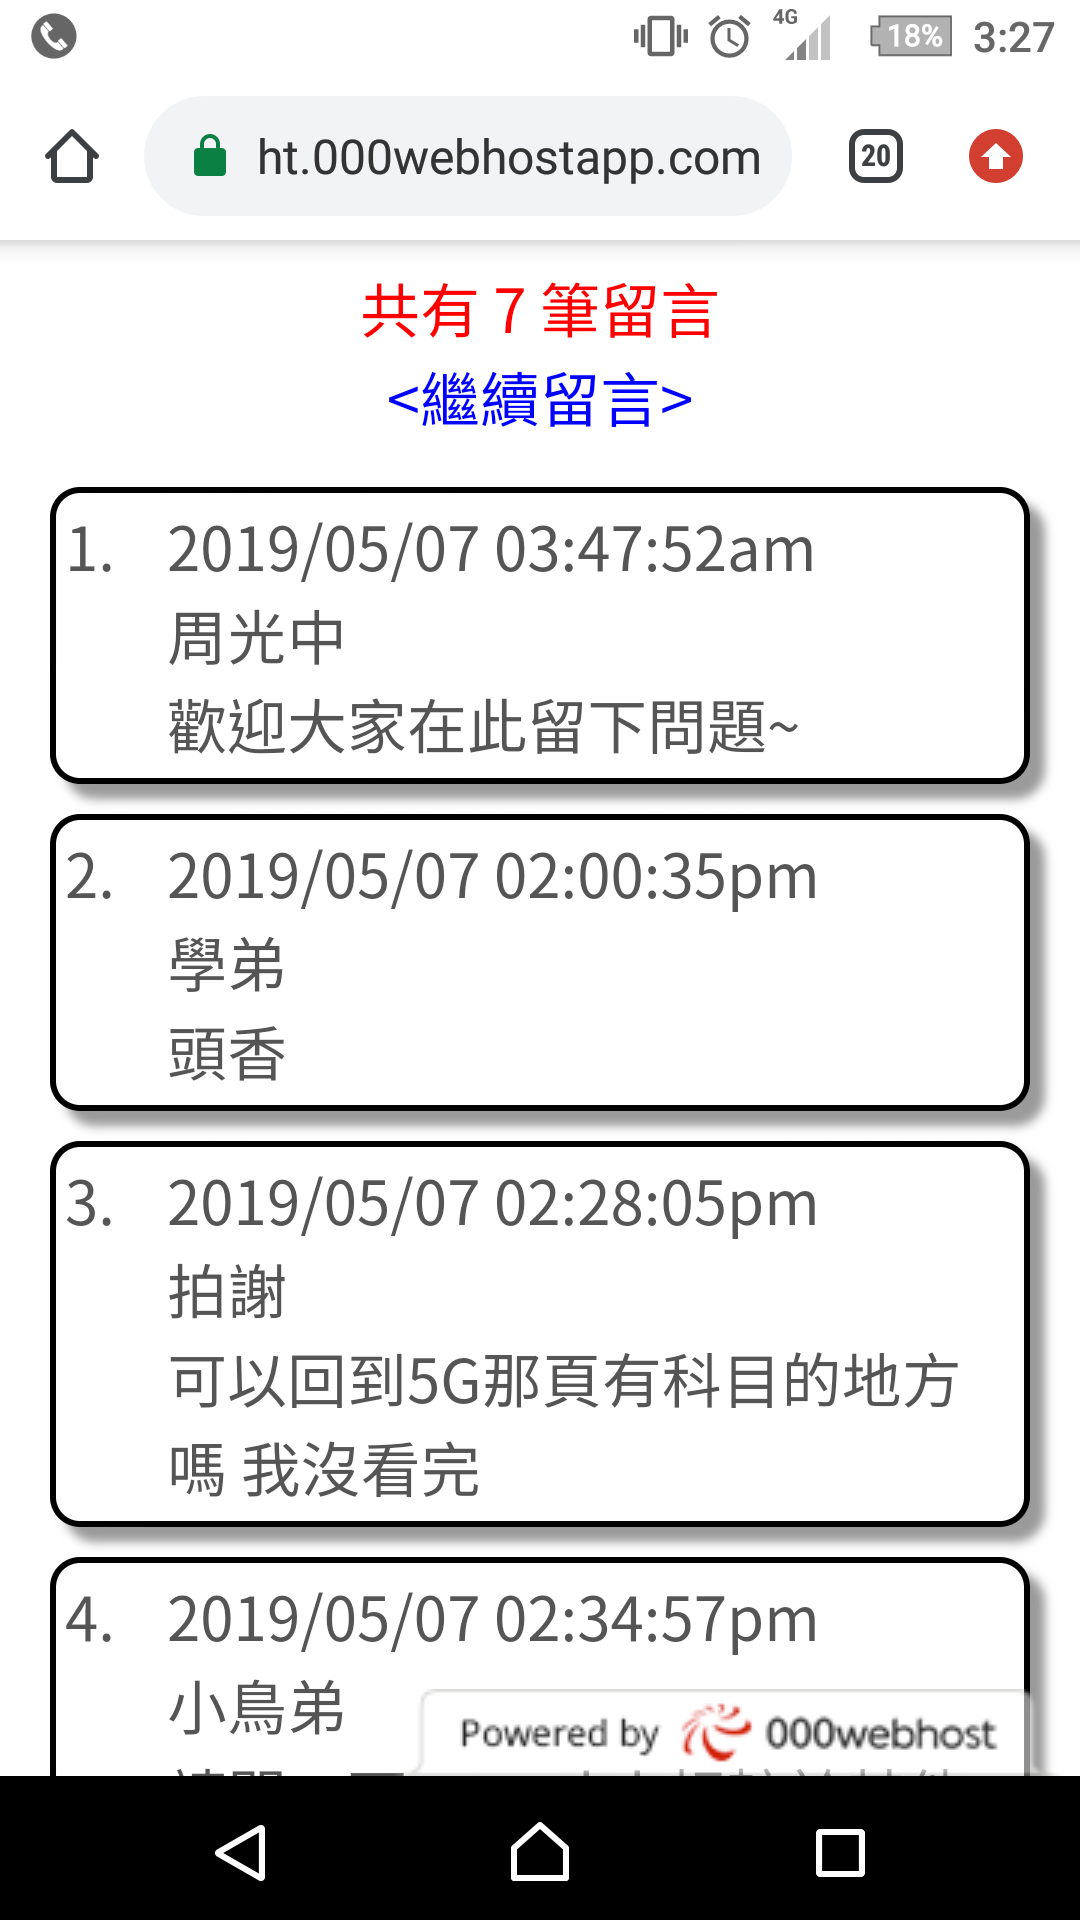 4G
18%
3:27
ht.000webhostapp.com
20
共有 7 筆留言
<繼續留言>
1.
2019/05/07 03:47:52am
周光中
歡迎大家在此留下問題~
2.
2019/05/07 02:00:35pm
學弟
頭香
3.
2019/05/07 02:28:05pm
拍謝
可以回到5G那頁有科目的地方
嗎 我沒看完
4.
2019/05/07 02:34:57pm
小鳥弟
Powered by 000webhost